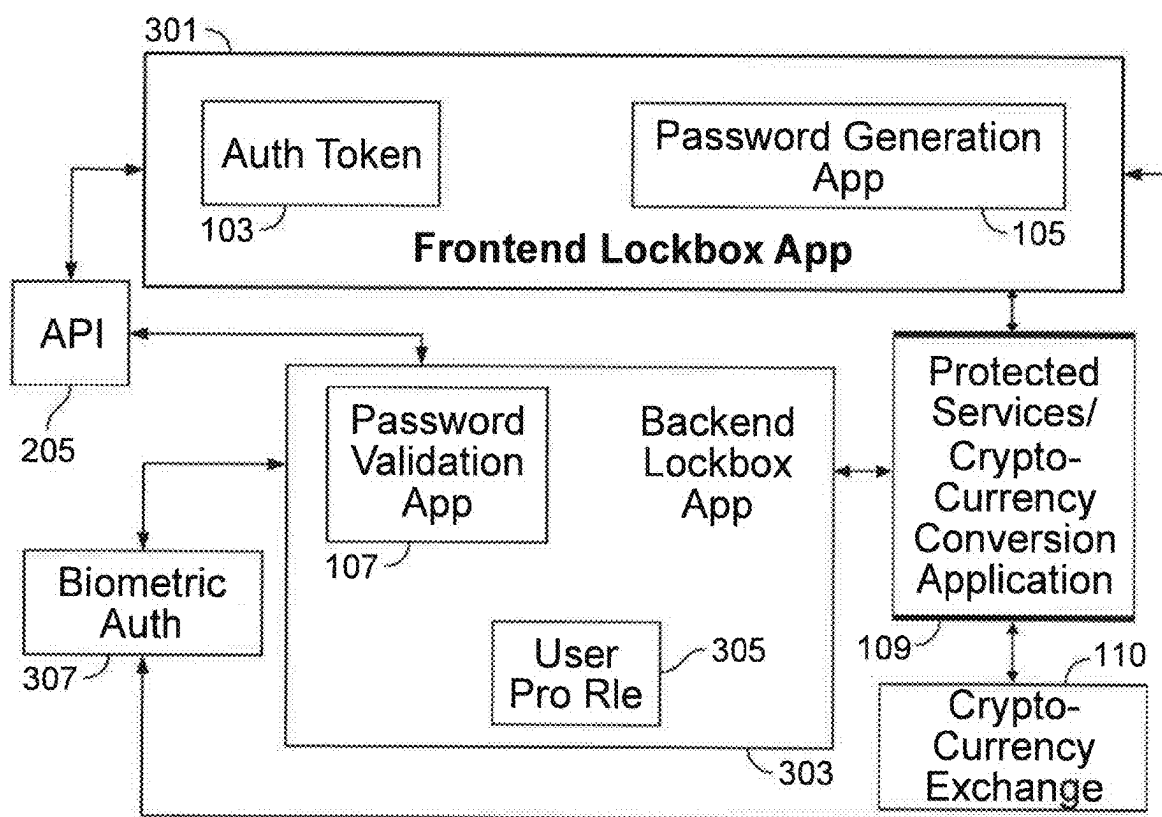 301
Auth Token
103
Password Generation
App
105
Frontend Lockbox App
API
205
Password
Validation
App
107
Backend
Lockbox
App
Protected
Services/
Crypto-
Currency
Conversion
Application
109
Biometric
Auth
307
User
Pro Rle
305
303
110
Crypto-
Currency
Exchange